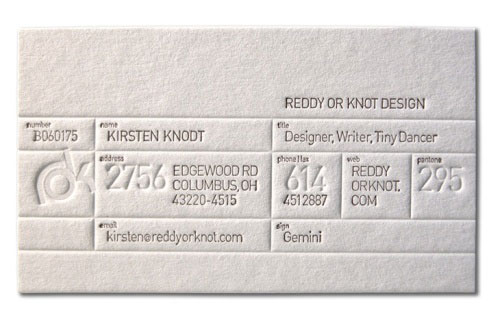 REDDY OR KNOT DESIGN
number
B060175
name
KIRSTEN KNODT
title
Designer, Writer, Tiny Dancer
rok
address
2756
EDGEWOOD RD
COLUMBUS, OH
43220-4515
phone | fax
614
4512887
web
REDDY
ORKNOT.
COM
pantone
295
email
kirsten@reddyorknot.com
sign
Gemini